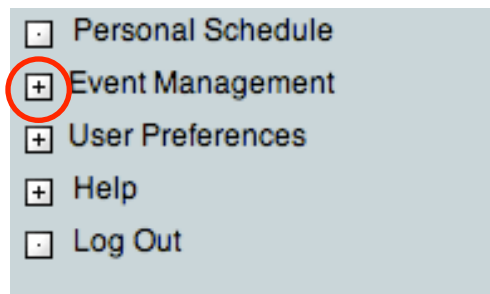 Personal Schedule
Event Management
User Preferences
Help
Log Out